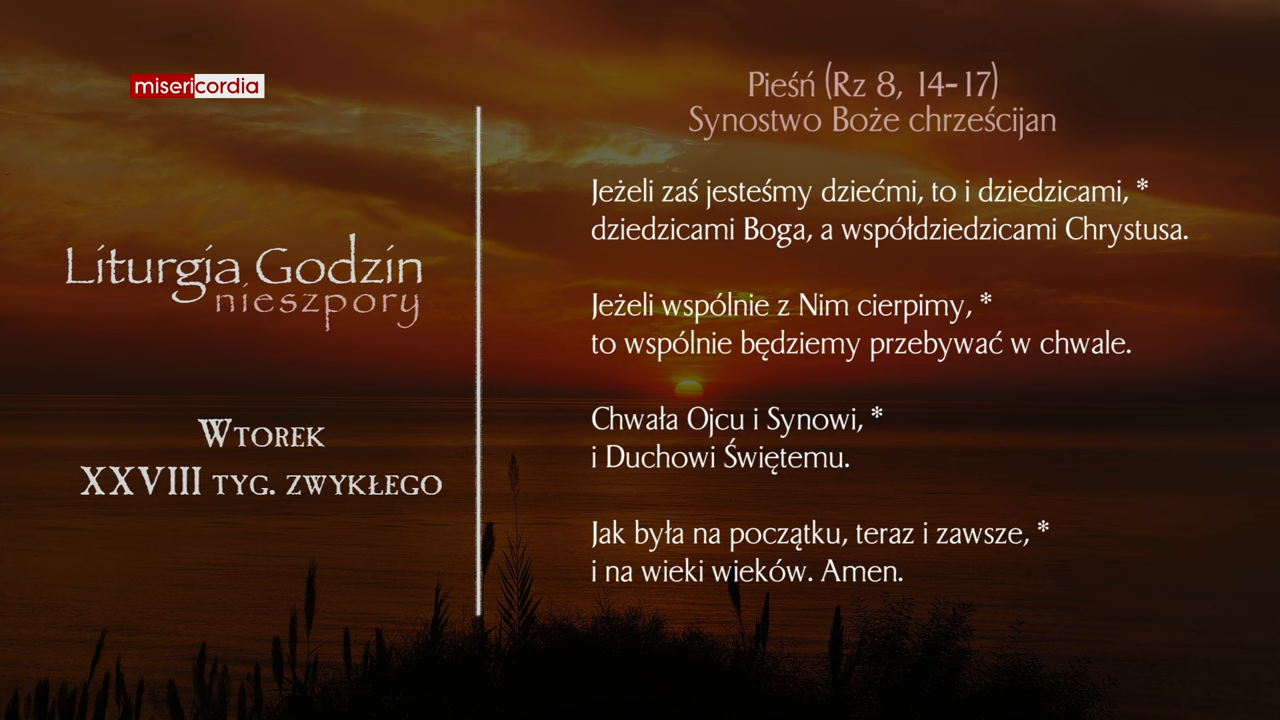 misericordia
Liturgia Godzin
nieszpory
Wtorek
XXVIII tyg. zwykłego
Pieśń (Rz 8, 14-17)
Synostwo Boże chrześcijan
Jeżeli zaś jesteśmy dziećmi, to i dziedzicami, *
dziedzicami Boga, a współdziedzicami Chrystusa.
Jeżeli wspólnie z Nim cierpimy, *
to wspólnie będziemy przebywać w chwale.
Chwała Ojcu i Synowi, *
i Duchowi Świętemu.
Jak była na początku, teraz i zawsze, *
i na wieki wieków. Amen.